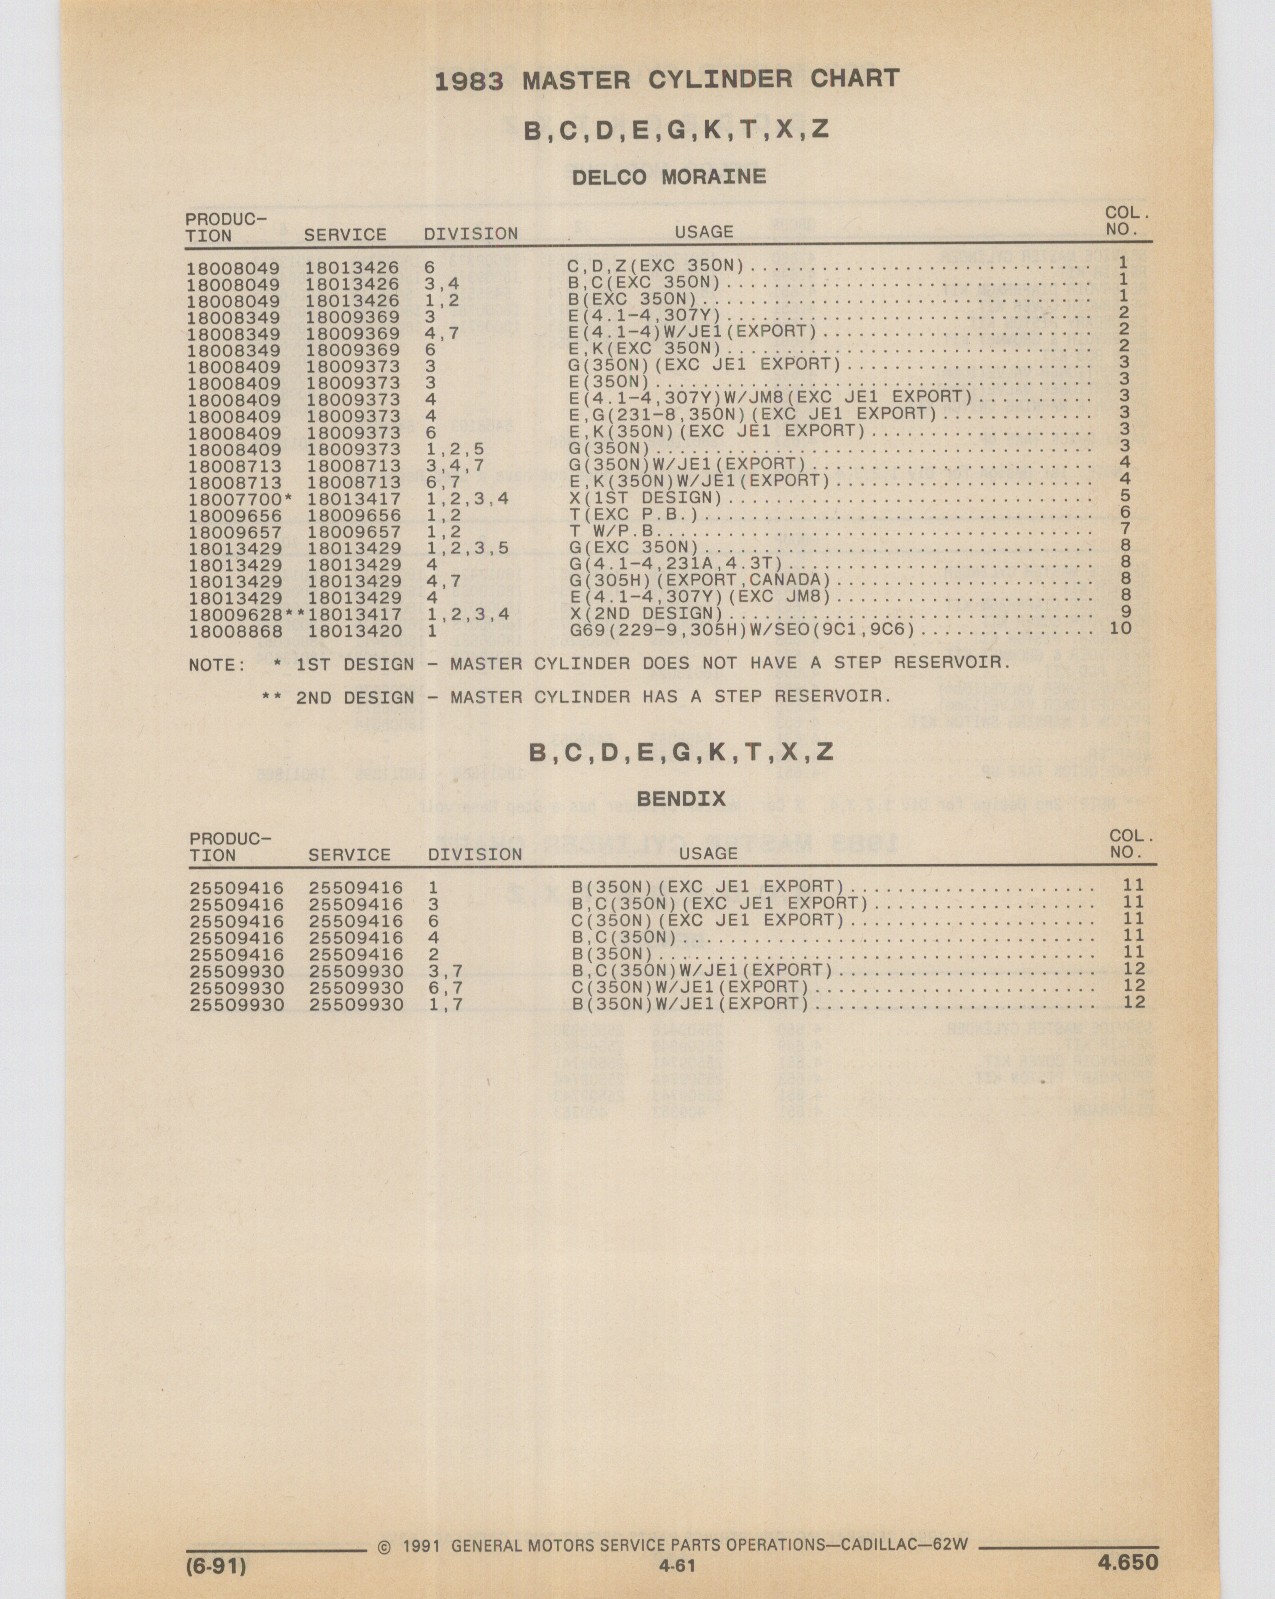 1983 MASTER CYLINDER CHART
B,C,D,E,G,K,T,X,Z
DELCO MORAINE
PRODUC- COL.
TION SERVICE DIVISION USAGE NO.
18008049 18013426 6 C,D,Z(EXC 350N)............................. 1
18008049 18013426 3,4 B,C(EXC 350N)............................... 1
18008049 18013426 1,2 B(EXC 350N)................................. 1
18008349 18009369 3 E(4.1-4,307Y)............................... 2
18008349 18009369 4,7 E(4.1-4)W/JE1(EXPORT)....................... 2
18008349 18009369 6 E,K(EXC 350N)............................... 2
18008409 18009373 3 G(350N)(EXC JE1 EXPORT)..................... 3
18008409 18009373 3 E(350N)..................................... 3
18008409 18009373 4 E(4.1-4,307Y)W/JM8(EXC JE1 EXPORT).......... 3
18008409 18009373 4 E,G(231-8,350N)(EXC JE1 EXPORT)............. 3
18008409 18009373 6 E,K(350N)(EXC JE1 EXPORT)................... 3
18008409 18009373 1,2,5 G(350N)..................................... 3
18008713 18008713 3,4,7 G(350N)W/JE1(EXPORT)........................ 4
18008713 18008713 6,7 E,K(350N)W/JE1(EXPORT)...................... 4
18007700* 18013417 1,2,3,4 X(1ST DESIGN)............................... 5
18009656 18009656 1,2 T(EXC P.B.)................................. 6
18009657 18009657 1,2 T W/P.B..................................... 7
18013429 18013429 1,2,3,5 G(EXC 350N)................................. 8
18013429 18013429 4 G(4.1-4,231A,4.3T).......................... 8
18013429 18013429 4,7 G(305H)(EXPORT,CANADA)...................... 8
18013429 18013429 4 E(4.1-4,307Y)(EXC JM8)...................... 8
18009628**18013417 1,2,3,4 X(2ND DESIGN)............................... 9
18008868 18013420 1 G69(229-9,305H)W/SEO(9C1,9C6)............... 10
NOTE: * 1ST DESIGN - MASTER CYLINDER DOES NOT HAVE A STEP RESERVOIR.
** 2ND DESIGN - MASTER CYLINDER HAS A STEP RESERVOIR.
B,C,D,E,G,K,T,X,Z
BENDIX
PRODUC- COL.
TION SERVICE DIVISION USAGE NO.
25509416 25509416 1 B(350N)(EXC JE1 EXPORT)..................... 11
25509416 25509416 3 B,C(350N)(EXC JE1 EXPORT)................... 11
25509416 25509416 6 C(350N)(EXC JE1 EXPORT)..................... 11
25509416 25509416 4 B,C(350N)................................... 11
25509416 25509416 2 B(350N)..................................... 11
25509930 25509930 3,7 B,C(350N)W/JE1(EXPORT)...................... 12
25509930 25509930 6,7 C(350N)W/JE1(EXPORT)........................ 12
25509930 25509930 1,7 B(350N)W/JE1(EXPORT)........................ 12
© 1991 GENERAL MOTORS SERVICE PARTS OPERATIONS—CADILLAC—62W
(6-91) 4-61 4.650